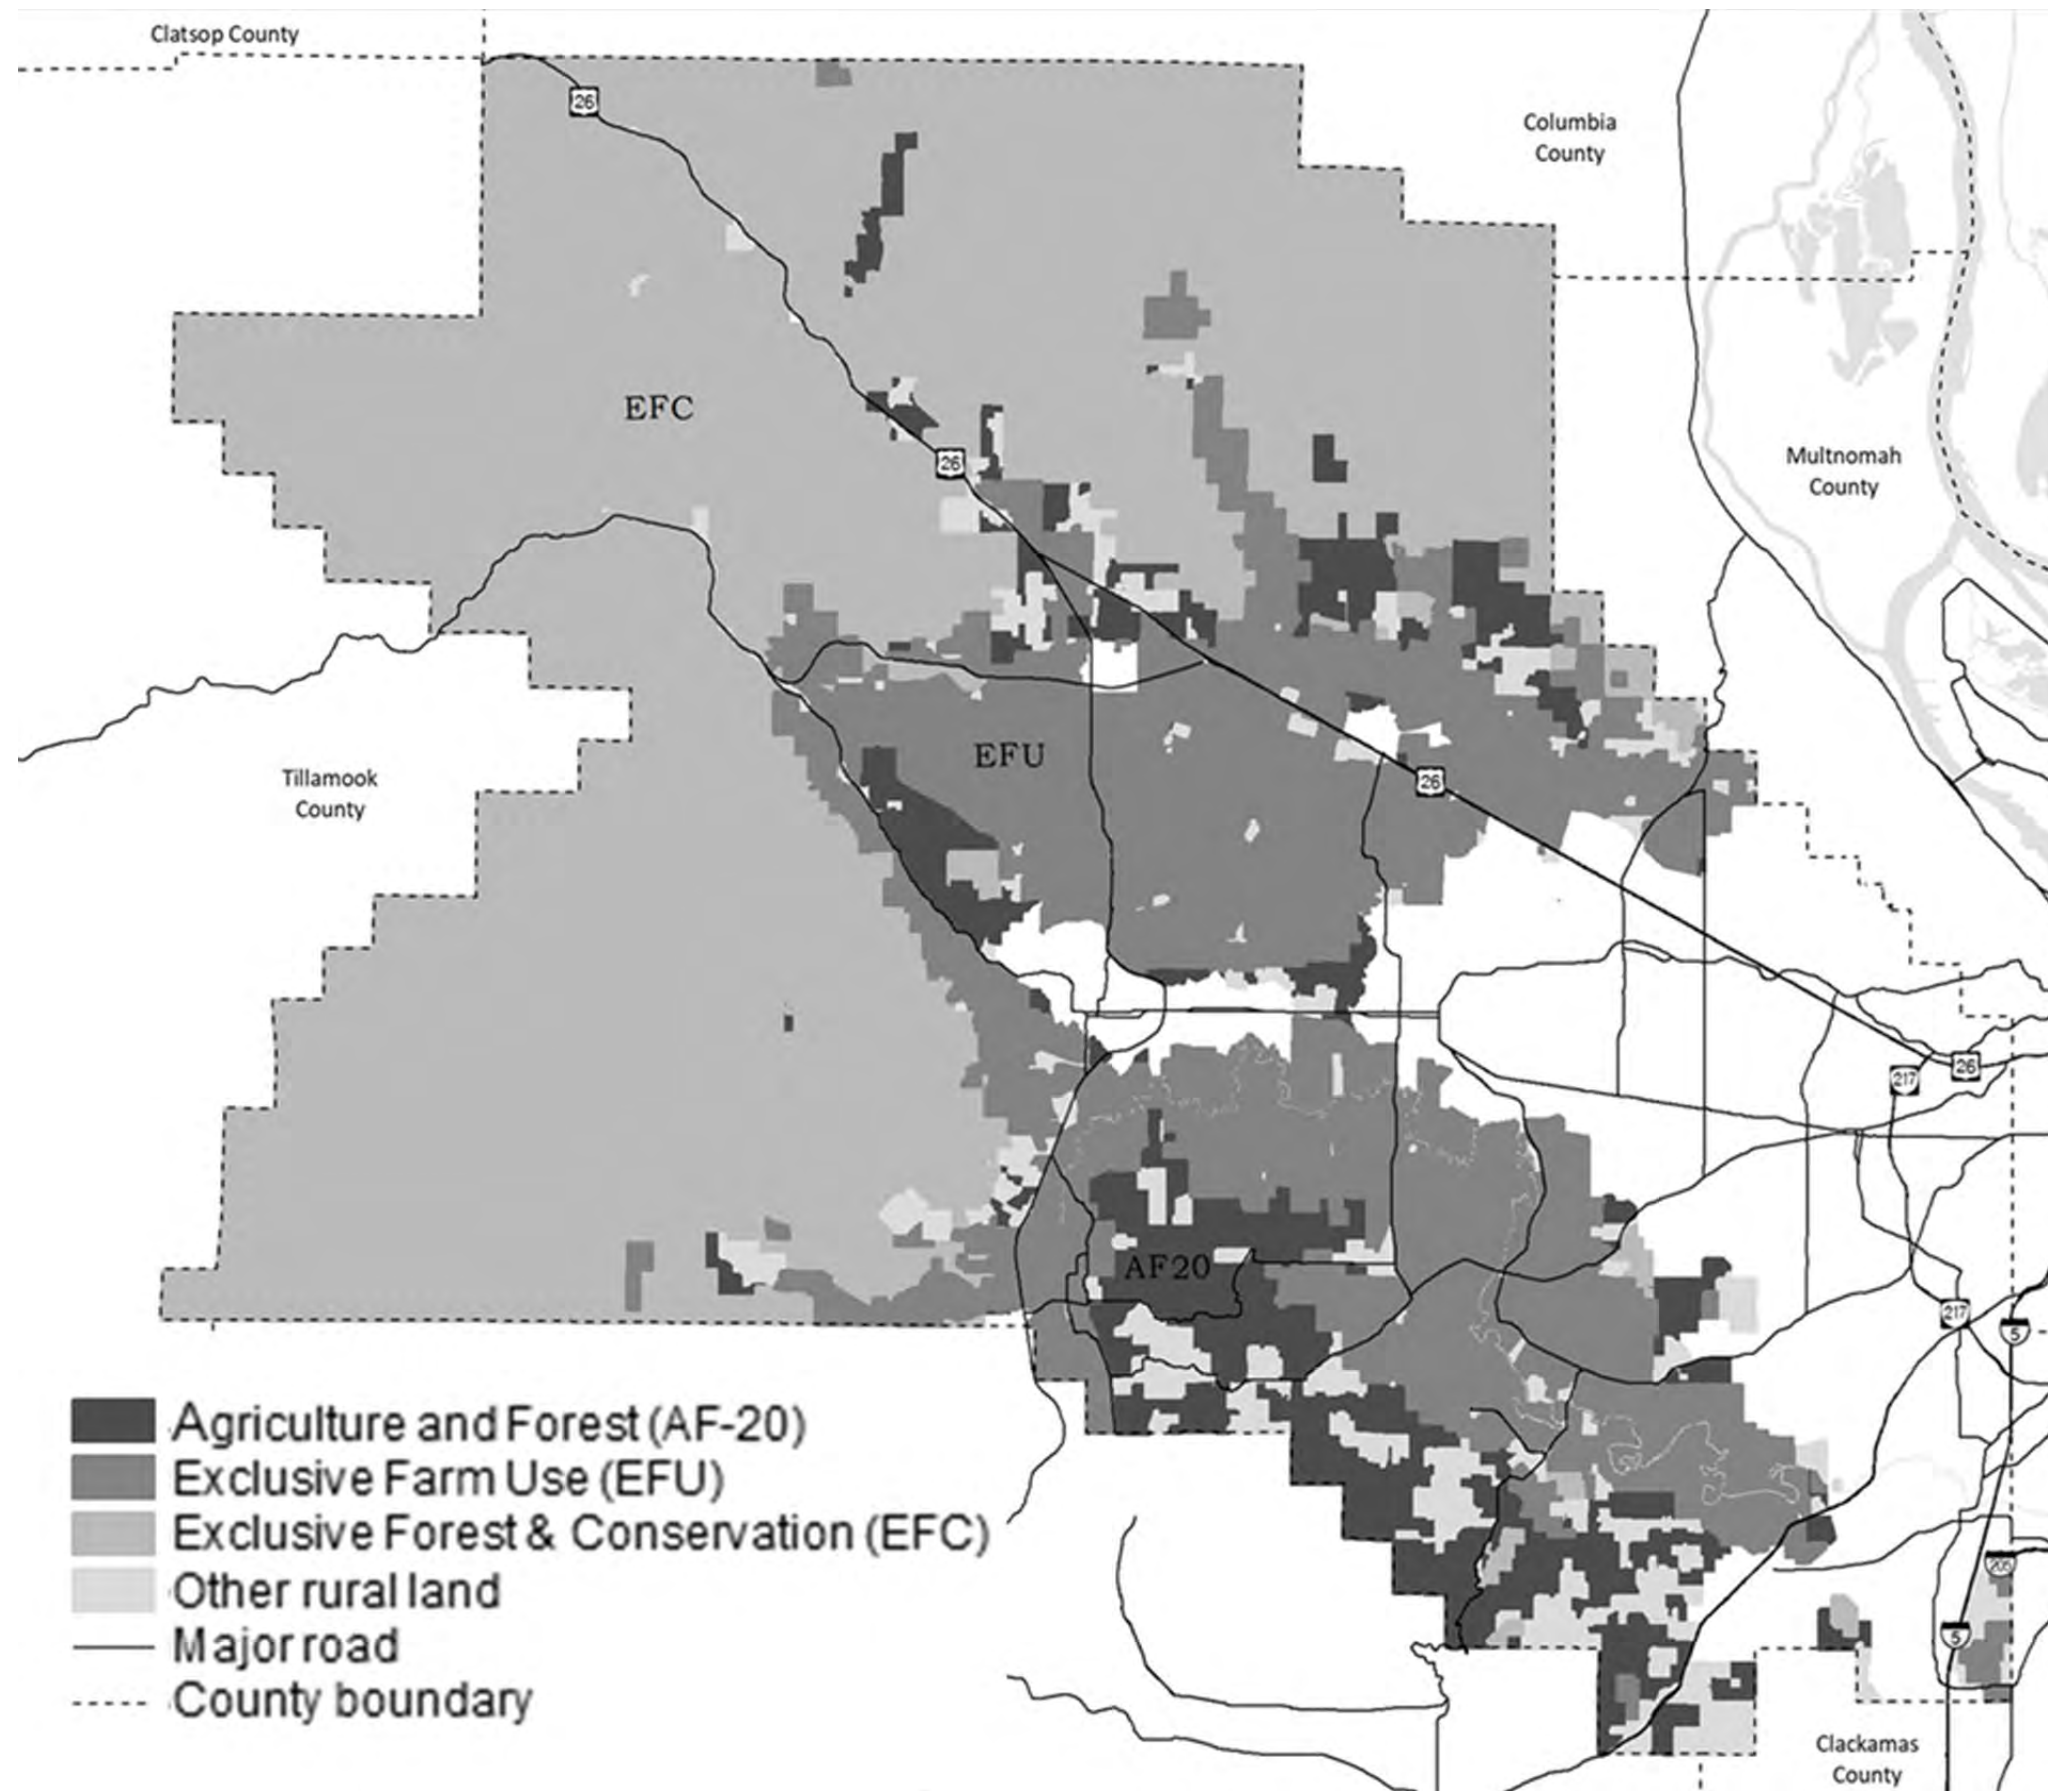 Clatsop County
26
Columbia
County
EFC
Multnomah
County
26
EFU
Tillamook
County
26
217
26
AF20
217
5
Agriculture and Forest (AF-20)
Exclusive Farm Use (EFU)
Exclusive Forest & Conservation (EFC)
Other rural land
Major road
County boundary
205
5
Clackamas
County